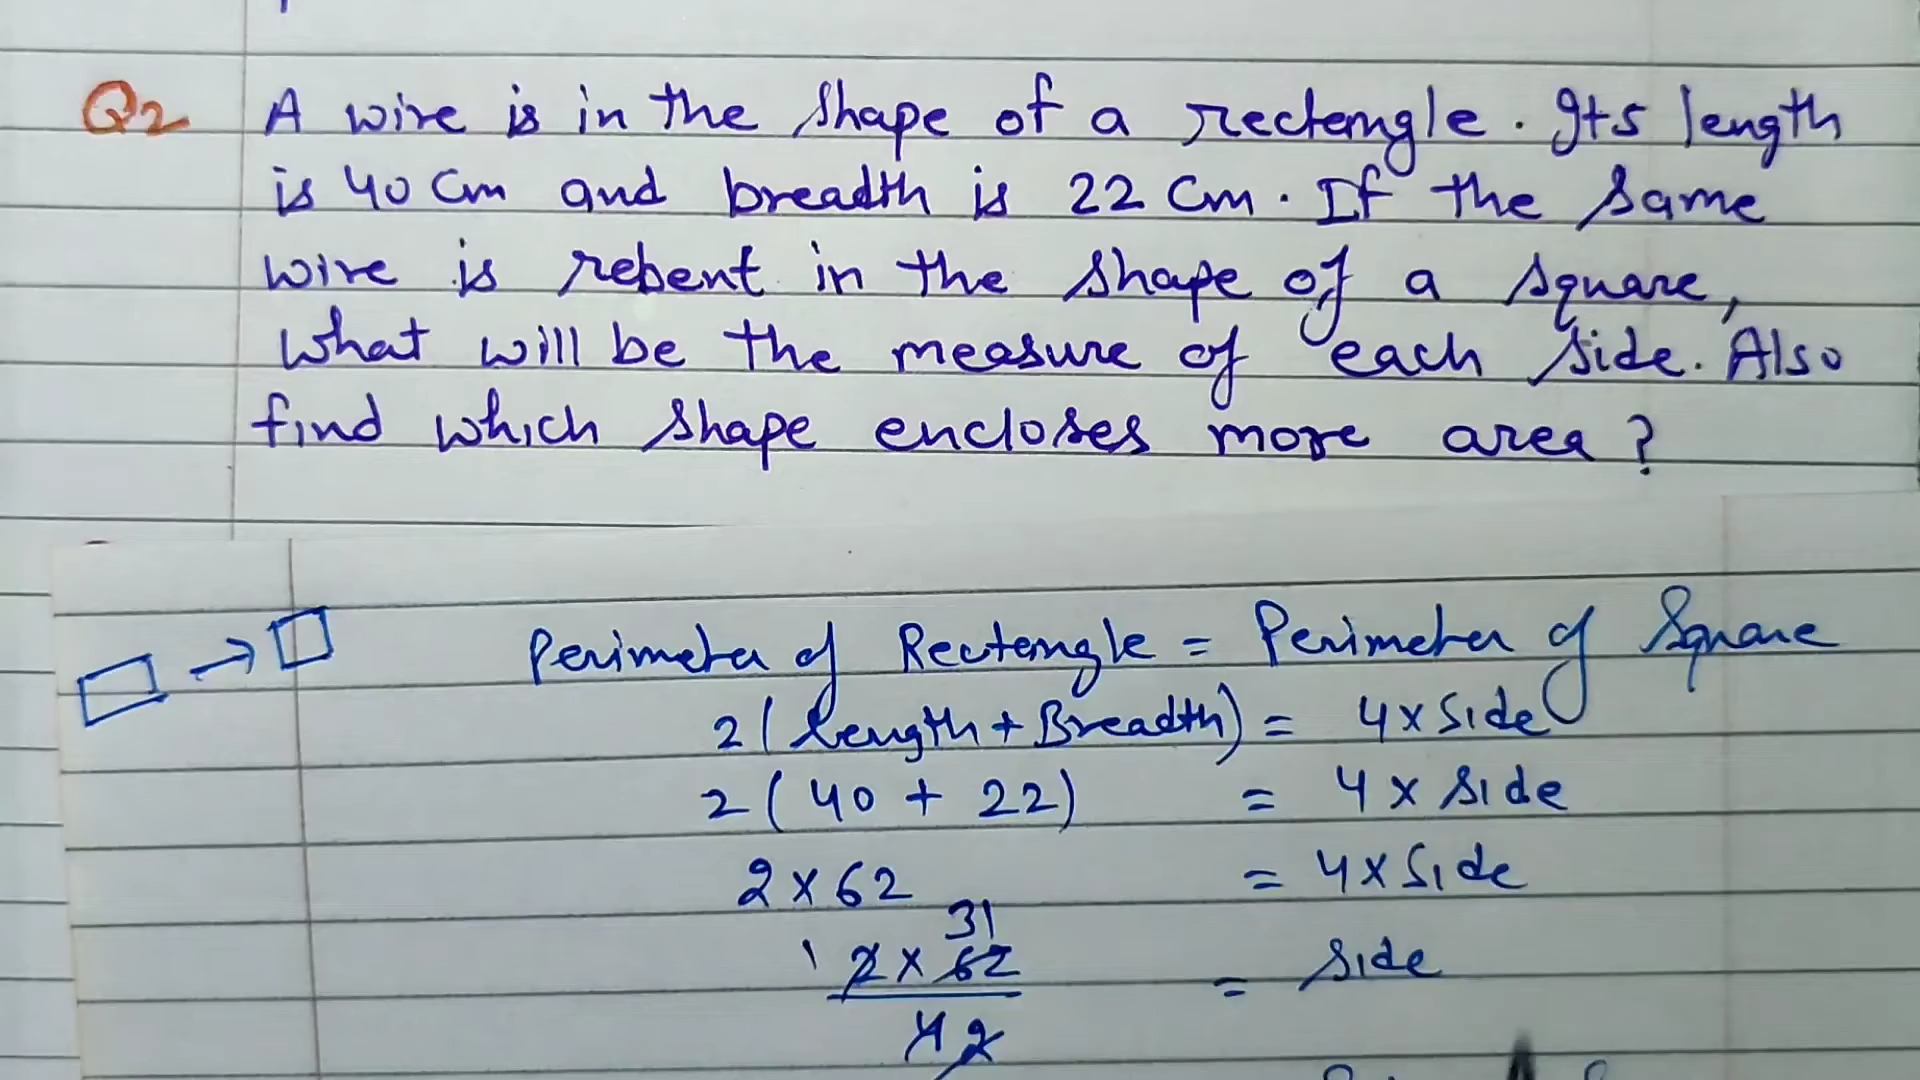 Q2 A wire is in the shape of a rectangle. Its length
is 40 cm and breadth is 22 cm. If the same
wire is rebent in the shape of a square,
what will be the measure of each side. Also
find which shape encloses more area?
Perimeter of Rectangle = Perimeter of Square
2(Length + Breadth) = 4 x side
2(40 + 22) = 4 x side
2 x 62 = 4 x Side
31
1 2 x 62 = side
4 2